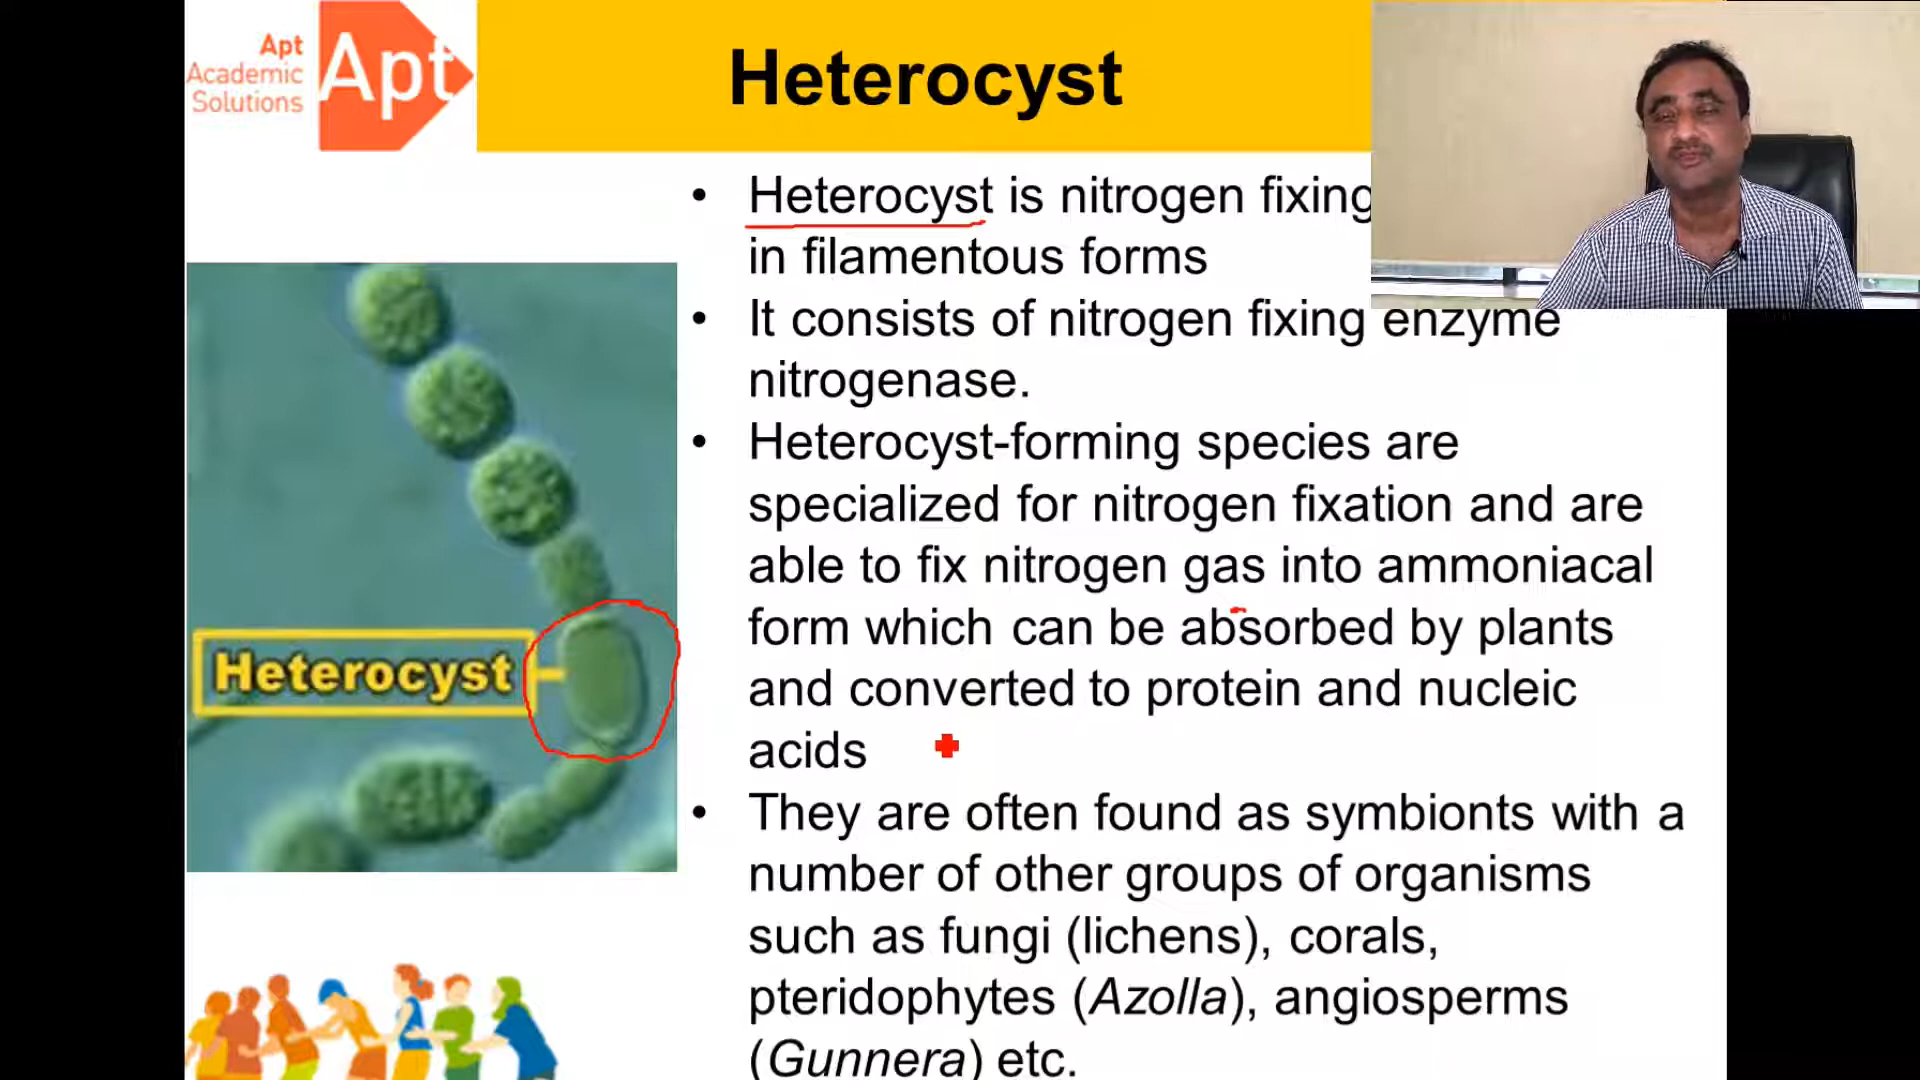 Apt
Academic
Solutions
Apt
Heterocyst
• Heterocyst is nitrogen fixing
in filamentous forms
• It consists of nitrogen fixing enzyme
nitrogenase.
• Heterocyst-forming species are
specialized for nitrogen fixation and are
able to fix nitrogen gas into ammoniacal
form which can be absorbed by plants
and converted to protein and nucleic
acids
• They are often found as symbionts with a
number of other groups of organisms
such as fungi (lichens), corals,
pteridophytes (Azolla), angiosperms
(Gunnera) etc.
Heterocyst